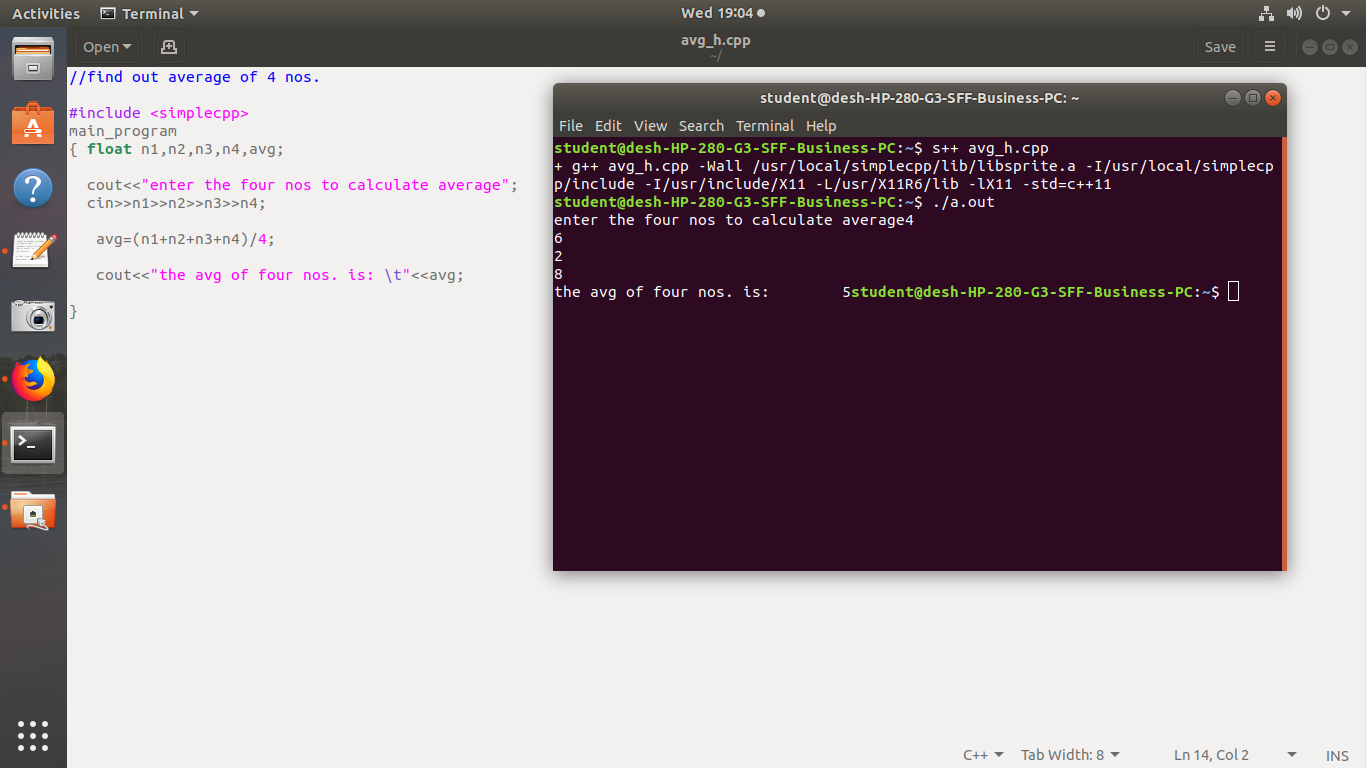 Activities Terminal Wed 19:04
Open avg_h.cpp Save
~/
//find out average of 4 nos.
#include <simplecpp>
main_program
{ float n1,n2,n3,n4,avg;
cout<<"enter the four nos to calculate average";
cin>>n1>>n2>>n3>>n4;
avg=(n1+n2+n3+n4)/4;
cout<<"the avg of four nos. is: \t"<<avg;
}
student@desh-HP-280-G3-SFF-Business-PC: ~
File Edit View Search Terminal Help
student@desh-HP-280-G3-SFF-Business-PC:~$ s++ avg_h.cpp
+ g++ avg_h.cpp -Wall /usr/local/simplecpp/lib/libsprite.a -I/usr/local/simplecp
p/include -I/usr/include/X11 -L/usr/X11R6/lib -lX11 -std=c++11
student@desh-HP-280-G3-SFF-Business-PC:~$ ./a.out
enter the four nos to calculate average4
6
2
8
the avg of four nos. is: 5student@desh-HP-280-G3-SFF-Business-PC:~$
C++ Tab Width: 8 Ln 14, Col 2 INS